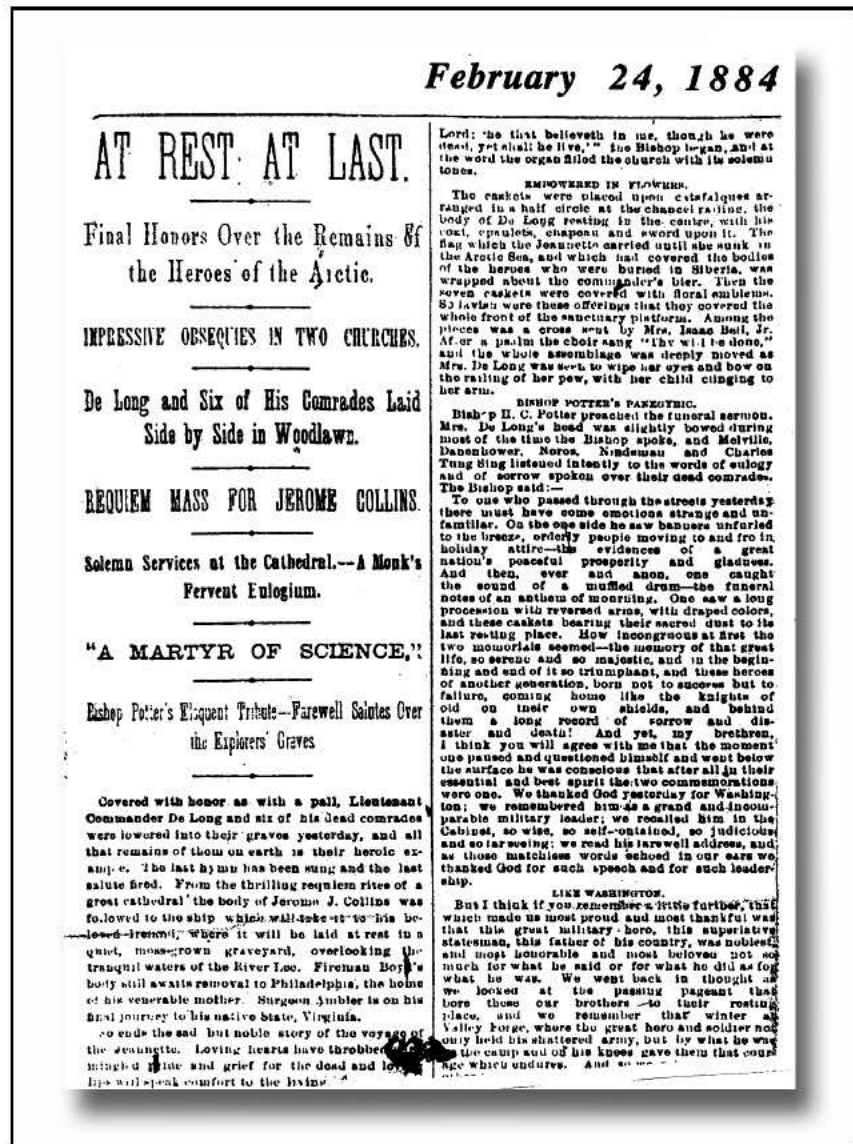 February 24, 1884
AT REST AT LAST.
Final Honors Over the Remains of
the Heroes of the Arctic.
IMPRESSIVE OBSEQUIES IN TWO CHURCHES.
De Long and Six of His Comrades Laid
Side by Side in Woodlawn.
REQUIEM MASS FOR JEROME COLLINS.
Solemn Services at the Cathedral.--A Monk's
Fervent Eulogium.
"A MARTYR OF SCIENCE."
Bishop Potter's Eloquent Tribute--Farewell Salutes Over
the Explorers' Graves
Covered with honor as with a pall, Lieutenant
Commander De Long and six of his dead comrades
were lowered into their graves yesterday, and all
that remains of them on earth is their heroic ex-
ample. The last hymn has been sung and the last
salute fired. From the thrilling requiem rites of a
great cathedral the body of Jerome J. Collins was
followed to the ship which will take it to his be-
loved Ireland, where it will be laid at rest in a
quiet, moss-grown graveyard, overlooking the
tranquil waters of the River Lee. Fireman Boyd's
body still awaits removal to Philadelphia, the home
of his venerable mother. Surgeon Ambler is on his
final journey to his native State, Virginia.
So ends the sad but noble story of the voyage of
the Jeannette. Loving hearts have throbbed
mingled pride and grief for the dead and
lips will speak comfort to the living
Lord; 'he that believeth in me, though he were
dead, yet shall he live,'" the Bishop began, and at
the word the organ filled the church with its solemn
tones.
EMPOWERED IN FLOWERS.
The caskets were placed upon catafalques ar-
ranged in a half circle at the chancel railing, the
body of De Long resting in the centre, with his
coat, epaulets, chapeau and sword upon it. The
flag which the Jeannette carried until she sunk in
the Arctic Sea, and which had covered the bodies
of the heroes who were buried in Siberia, was
wrapped about the commander's bier. Then the
seven caskets were covered with floral emblems.
So lavish were these offerings that they covered the
whole front of the sanctuary platform. Among the
pieces was a cross sent by Mrs. Isaac Bell, Jr.
After a psalm the choir sang "Thy will be done,"
and the whole assemblage was deeply moved as
Mrs. De Long was seen to wipe her eyes and bow on
the railing of her pew, with her child clinging to
her arm.
BISHOP POTTER'S PANEGYRIC.
Bishop H. C. Potter preached the funeral sermon.
Mrs. De Long's head was slightly bowed during
most of the time the Bishop spoke, and Melville,
Danenhower, Noros, Nindeman and Charles
Tung Sing listened intently to the words of eulogy
and of sorrow spoken over their dead comrades.
The Bishop said:—
To one who passed through the streets yesterday
there must have come emotions strange and un-
familiar. On the one side he saw banners unfurled
to the breeze, orderly people moving to and fro in
holiday attire—the evidences of a great
nation's peaceful prosperity and gladness.
And then, ever and anon, one caught
the sound of a muffled drum—the funeral
notes of an anthem of mourning. One saw a long
procession with reversed arms, with draped colors,
and these caskets bearing their sacred dust to its
last resting place. How incongruous at first the
two memorials seemed—the memory of that great
life, so serene and so majestic, and in the begin-
ning and end of it so triumphant, and these heroes
of another generation, born not to success but to
failure, coming home like the knights of
old on their own shields, and behind
them a long record of sorrow and dis-
aster and death! And yet, my brethren,
I think you will agree with me that the moment
one paused and questioned himself and went below
the surface he was conscious that after all in their
essential and best spirit the two commemorations
were one. We thanked God yesterday for Washing-
ton; we remembered him as a grand and incom-
parable military leader; we recalled him in the
Cabinet, so wise, so self-contained, so judicious
and so far seeing; we read his farewell address, and
as those matchless words echoed in our ears we
thanked God for such speech and for such leader-
ship.
LIKE WASHINGTON.
But I think if you remember a little further, that
which made us most proud and most thankful was
that this great military hero, this superlative
statesman, this father of his country, was noblest
and most honorable and most beloved not so
much for what he said or for what he did as for
what he was. We went back in thought as
we looked at the passing pageant that
bore these our brothers to their resting
place, and we remember that winter at
Valley Forge, where the great hero and soldier not
only held his shattered army, but by what he was
in the camp and on his knees gave them that cour-
age which endures. And so